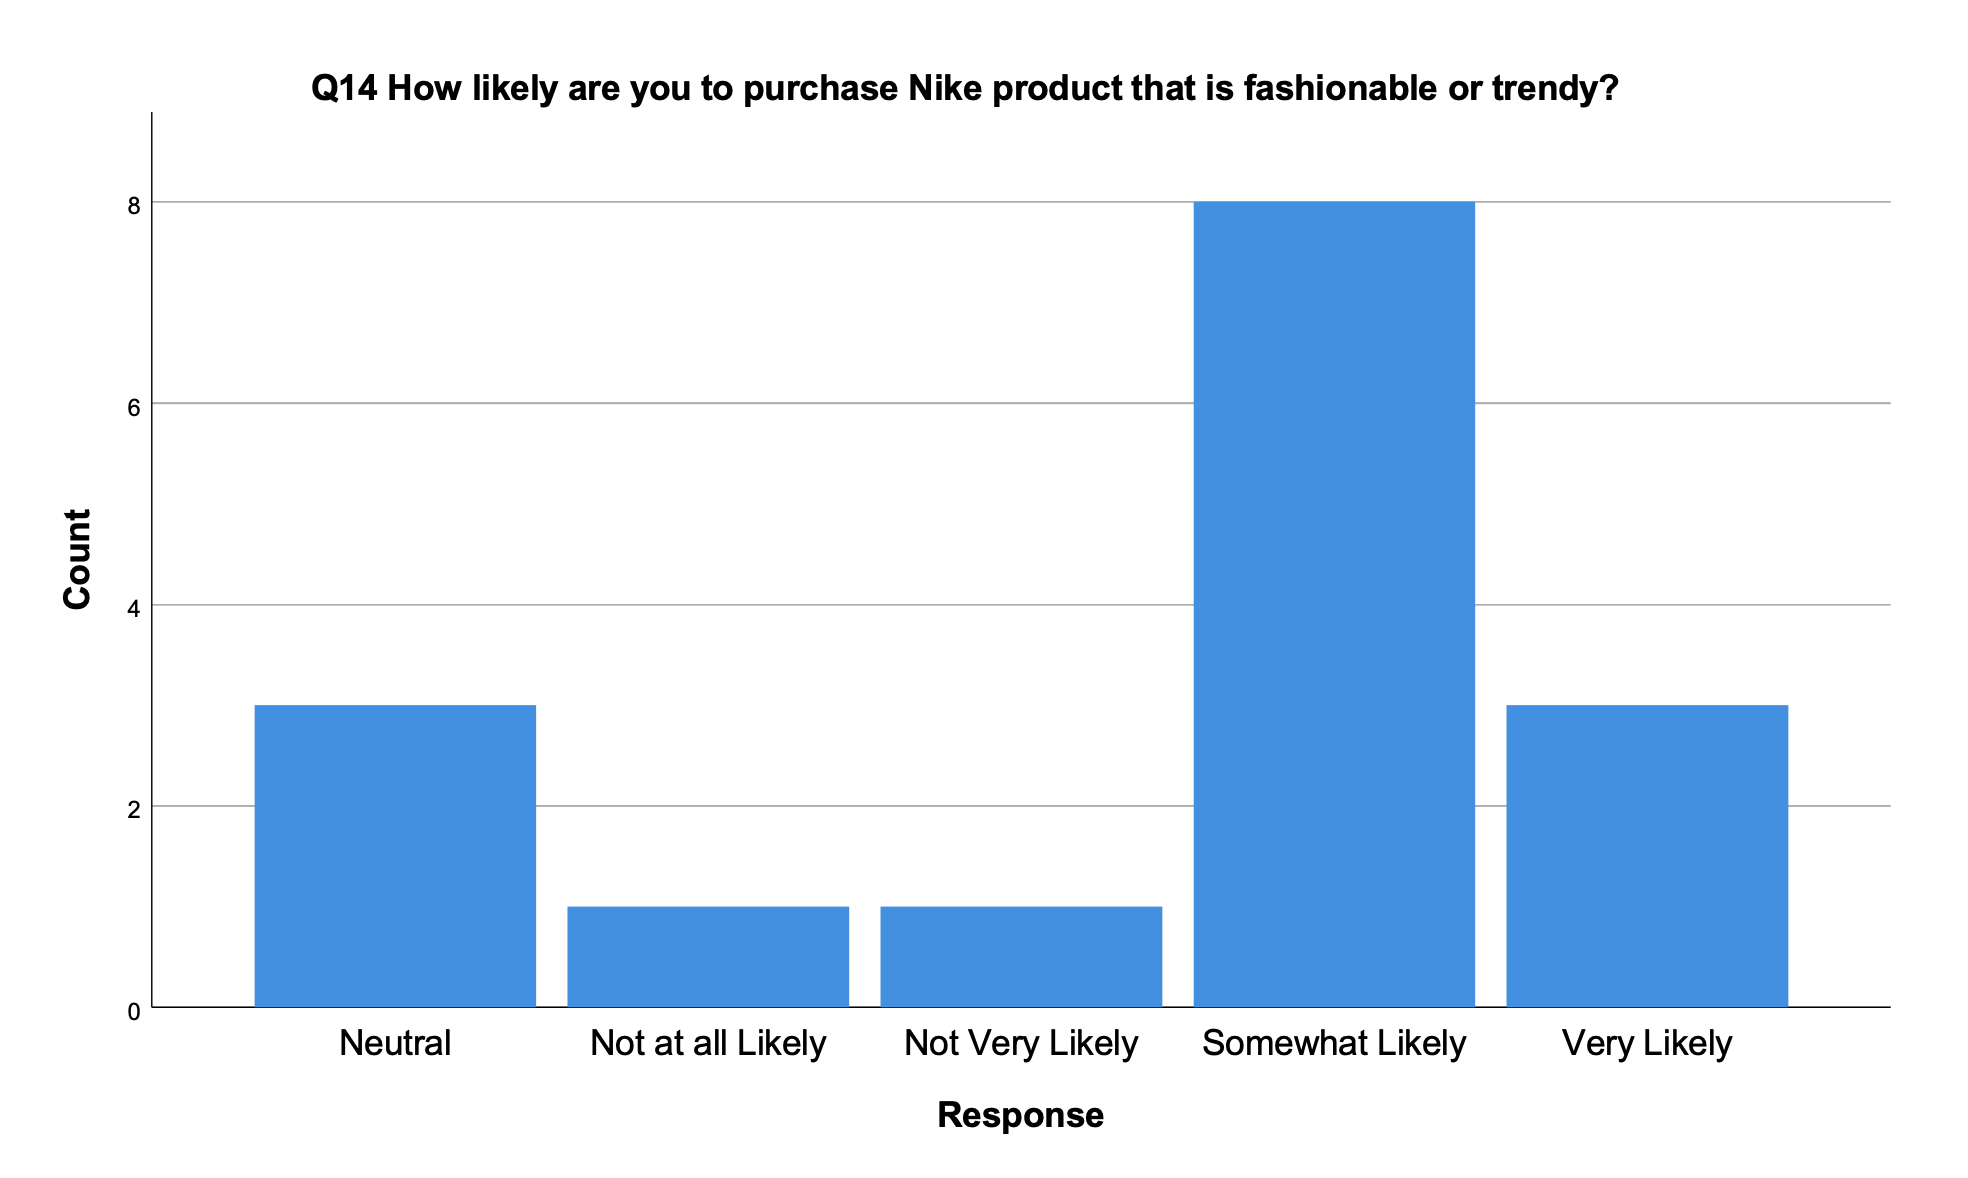 Q14 How likely are you to purchase Nike product that is fashionable or trendy?
8
6
4
2
0
Count
Neutral
Not at all Likely
Not Very Likely
Somewhat Likely
Very Likely
Response